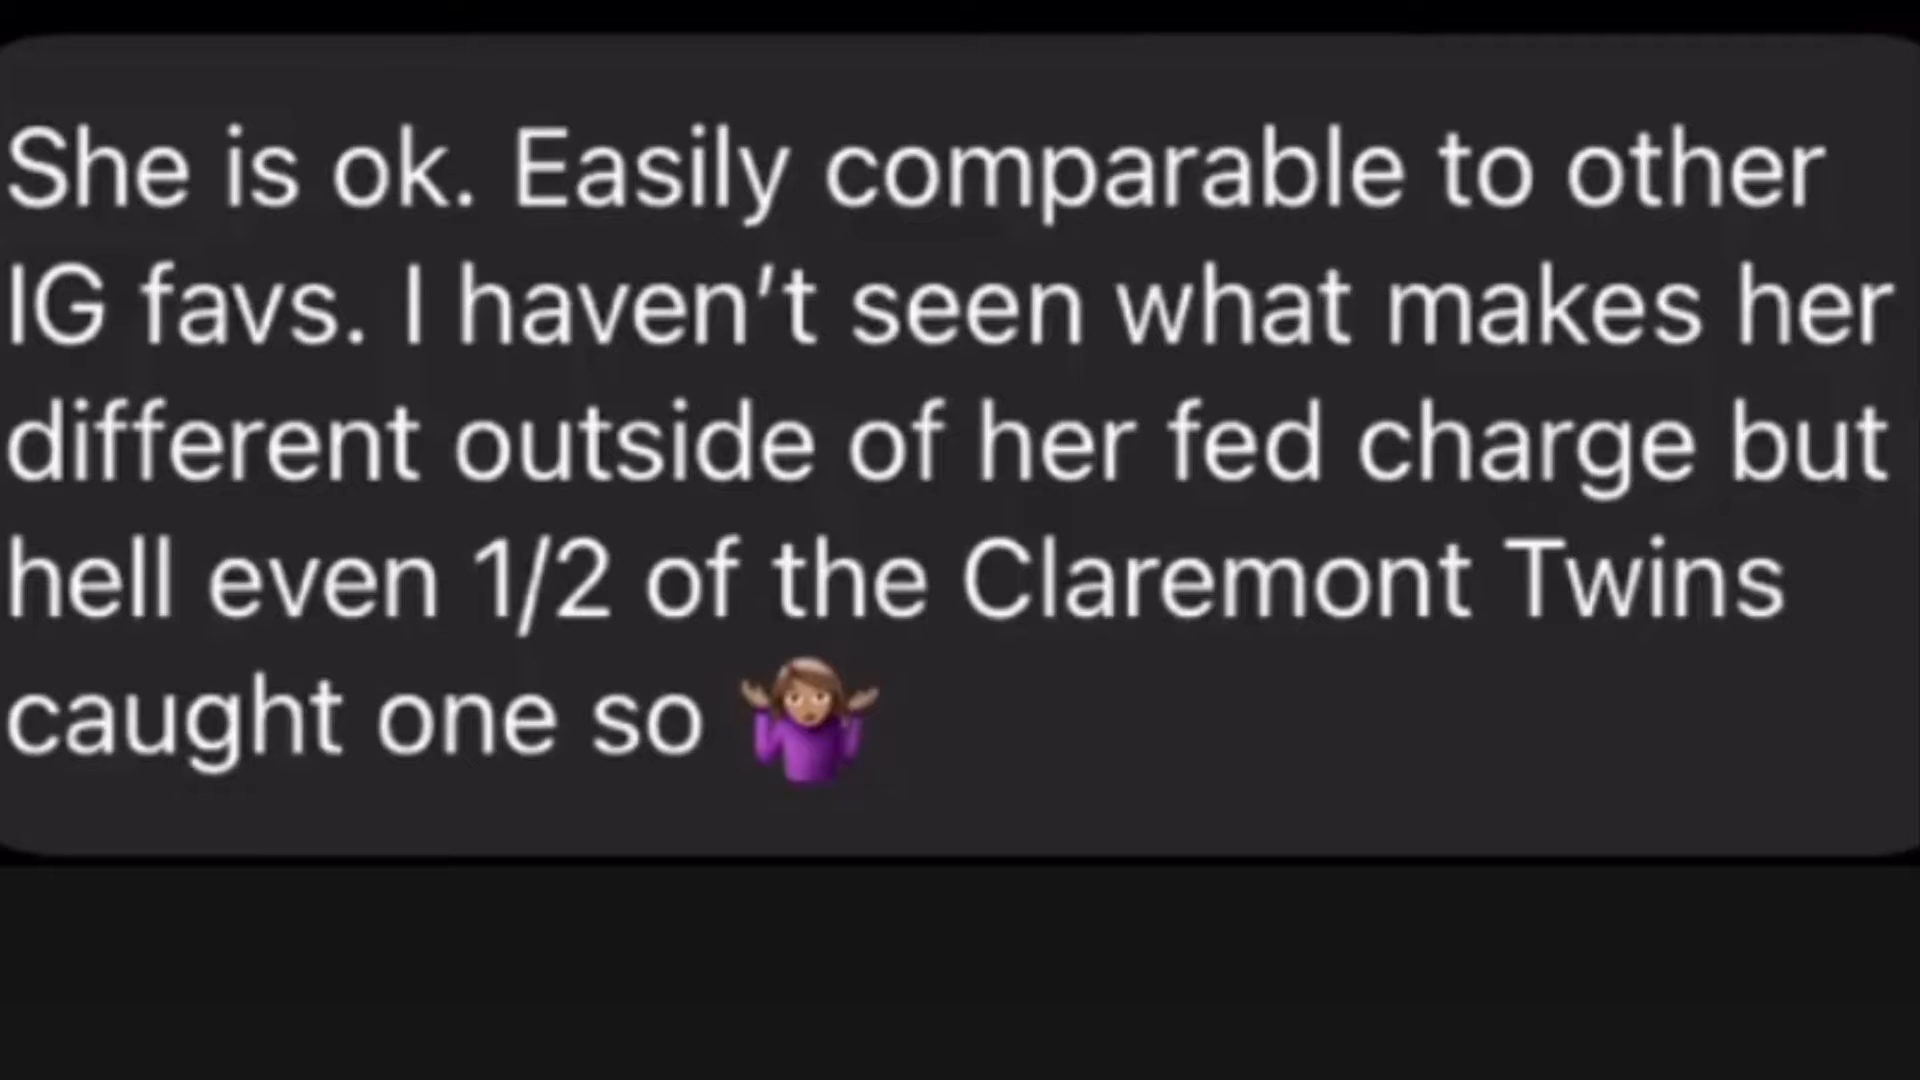 She is ok. Easily comparable to other
IG favs. I haven't seen what makes her
different outside of her fed charge but
hell even 1/2 of the Claremont Twins
caught one so 🤷🏽‍♀️